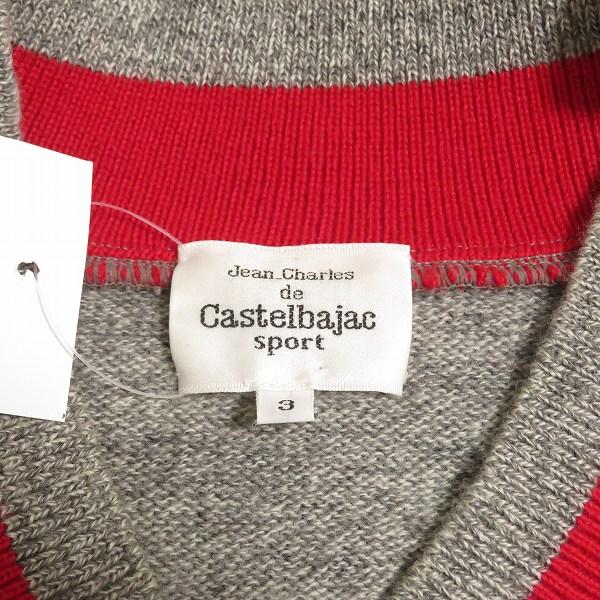 Jean_Charles
de
Castelbajac
sport
3